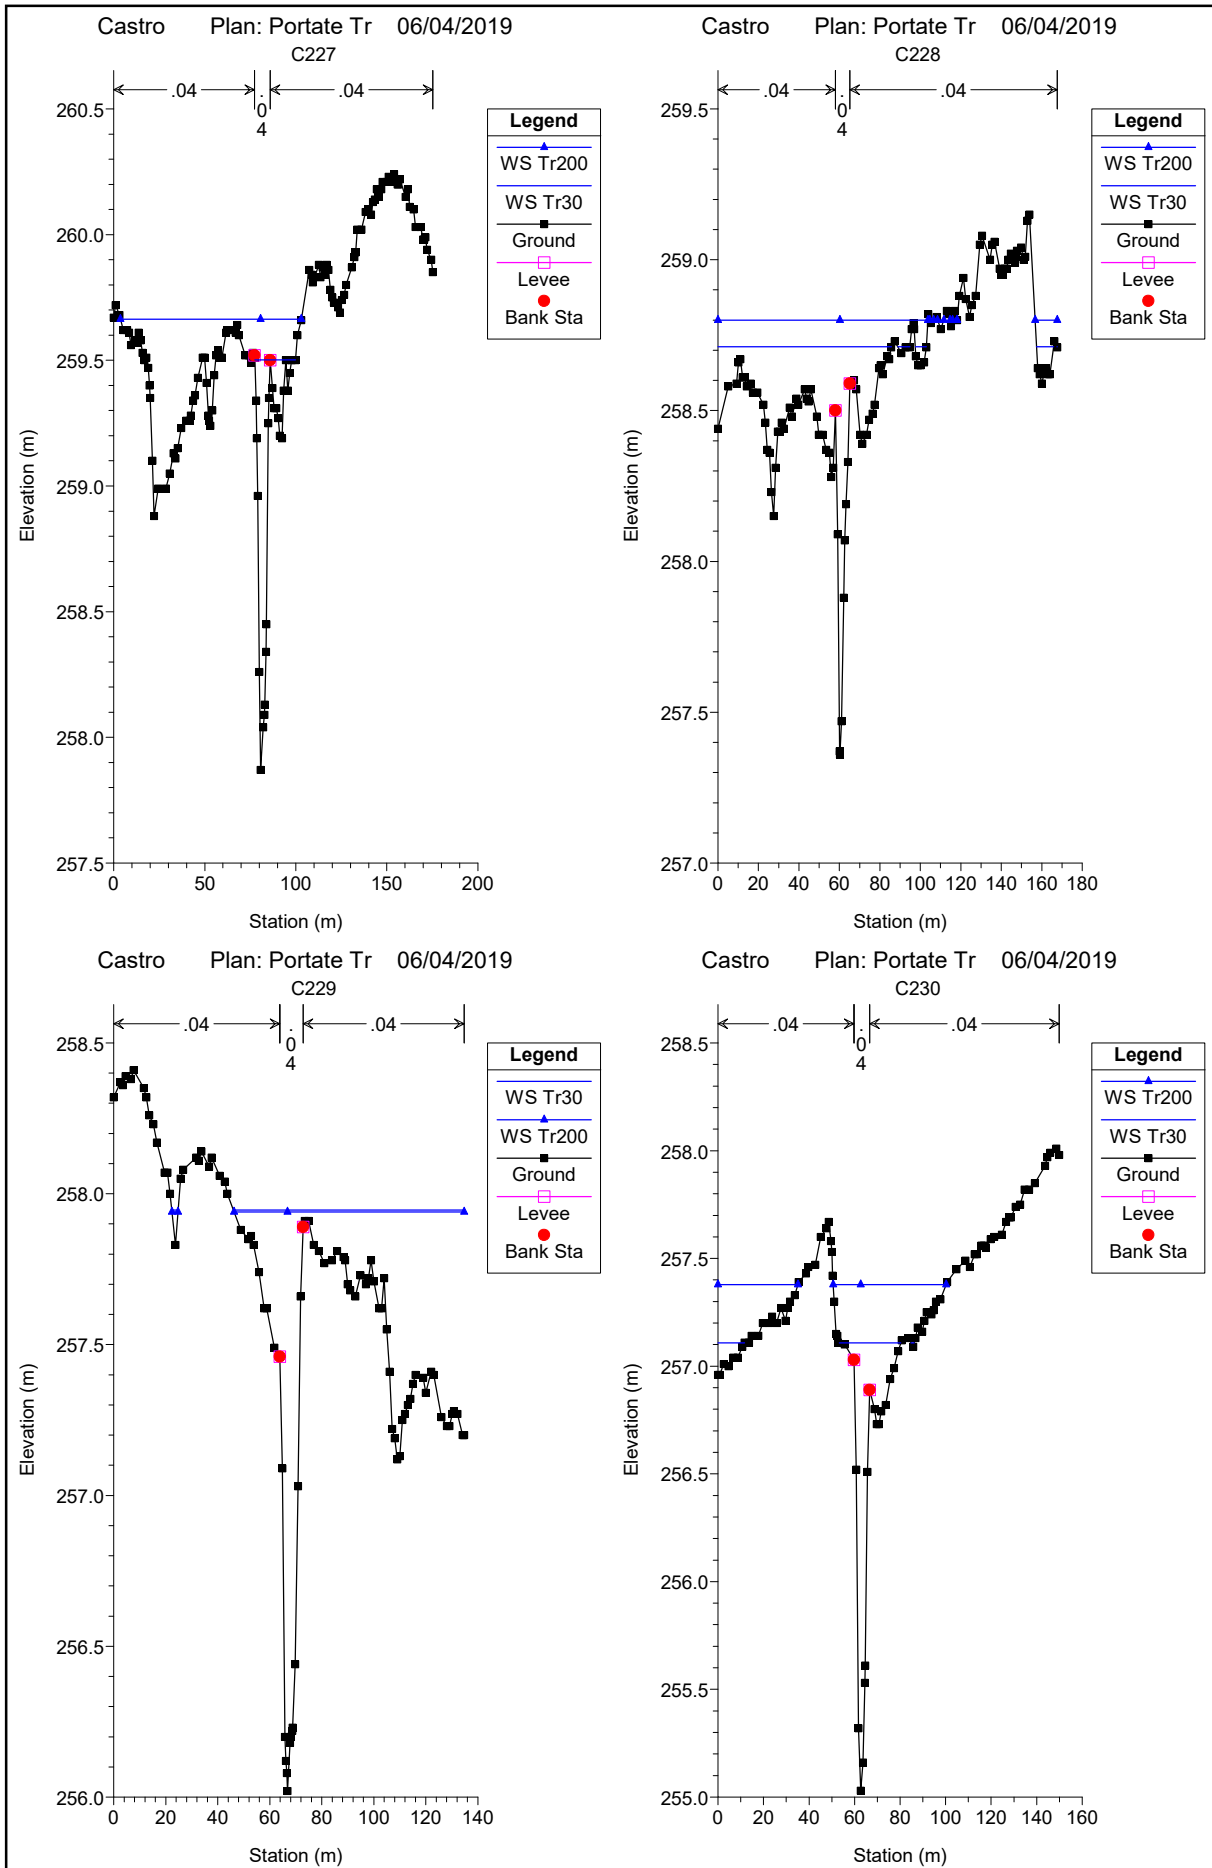 Castro Plan: Portate Tr 06/04/2019
C227
.04 .04 .04
Legend
WS Tr200
WS Tr30
Ground
Levee
Bank Sta
260.5
260.0
259.5
259.0
258.5
258.0
257.5
Elevation (m)
0 50 100 150 200
Station (m)
Castro Plan: Portate Tr 06/04/2019
C228
.04 .04 .04
Legend
WS Tr200
WS Tr30
Ground
Levee
Bank Sta
259.5
259.0
258.5
258.0
257.5
257.0
Elevation (m)
0 20 40 60 80 100 120 140 160 180
Station (m)
Castro Plan: Portate Tr 06/04/2019
C229
.04 .04 .04
Legend
WS Tr30
WS Tr200
Ground
Levee
Bank Sta
258.5
258.0
257.5
257.0
256.5
256.0
Elevation (m)
0 20 40 60 80 100 120 140
Station (m)
Castro Plan: Portate Tr 06/04/2019
C230
.04 .04 .04
Legend
WS Tr200
WS Tr30
Ground
Levee
Bank Sta
258.5
258.0
257.5
257.0
256.5
256.0
255.5
255.0
Elevation (m)
0 20 40 60 80 100 120 140 160
Station (m)